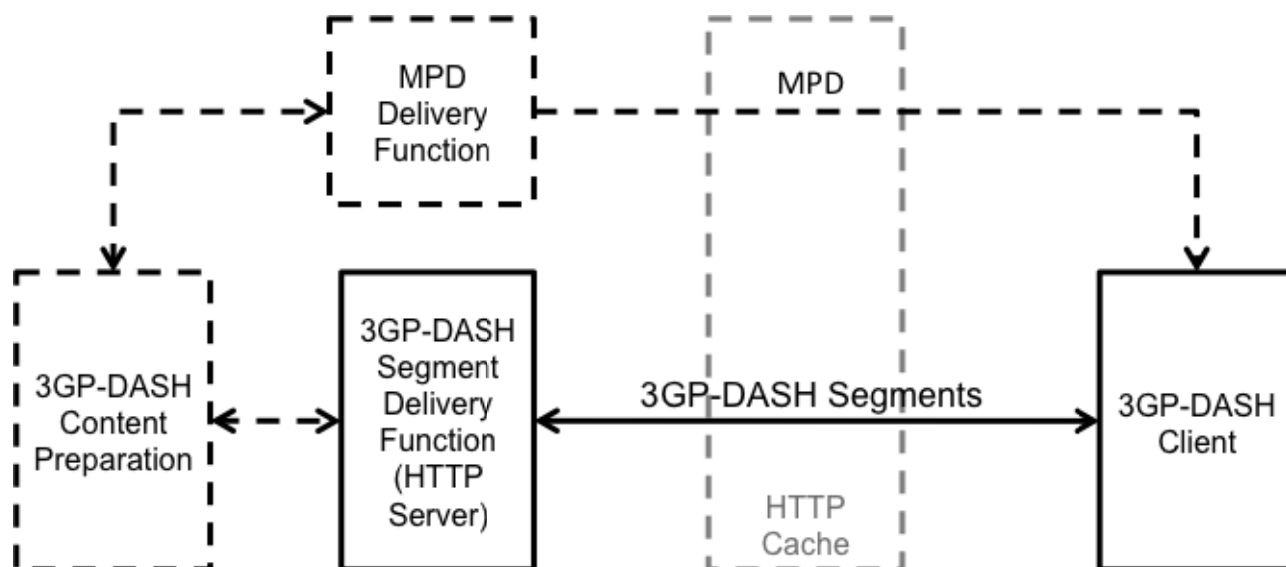 MPD
Delivery
Function
MPD
3GP-DASH
Content
Preparation
3GP-DASH
Segment
Delivery
Function
(HTTP
Server)
3GP-DASH Segments
HTTP
Cache
3GP-DASH
Client